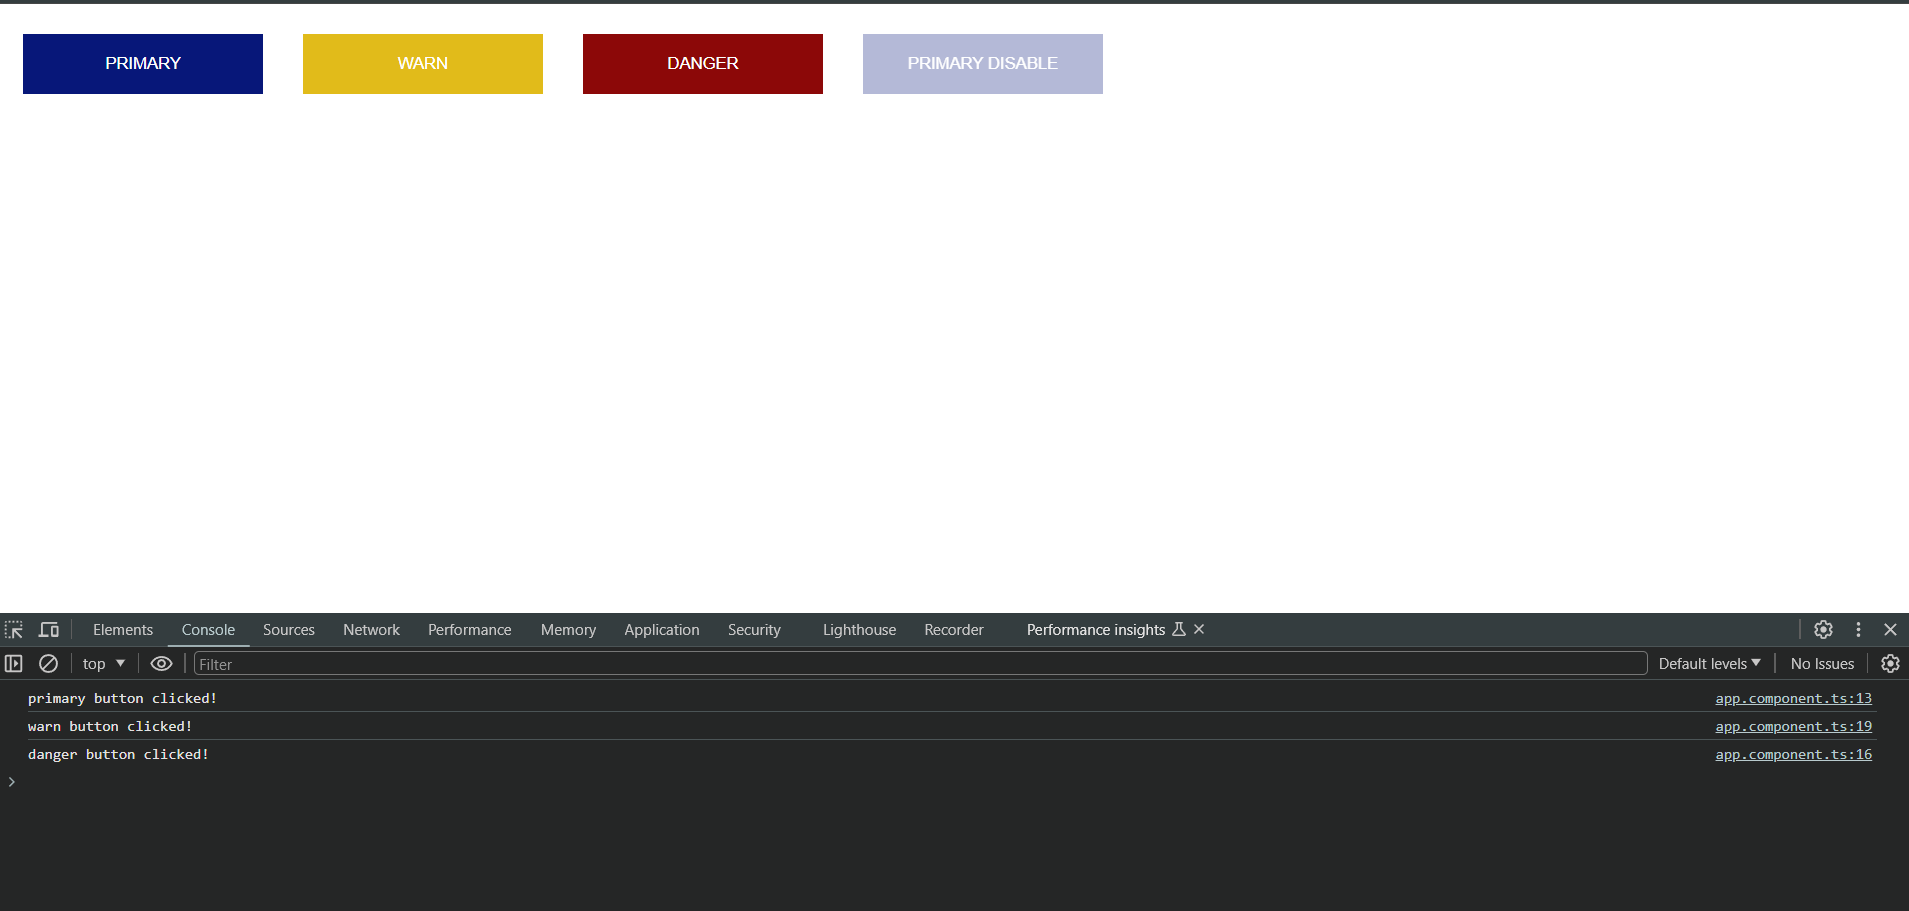 PRIMARY WARN DANGER PRIMARY DISABLE
Elements Console Sources Network Performance Memory Application Security Lighthouse Recorder Performance insights
top Filter Default levels No Issues
primary button clicked! app.component.ts:13
warn button clicked! app.component.ts:19
danger button clicked! app.component.ts:16